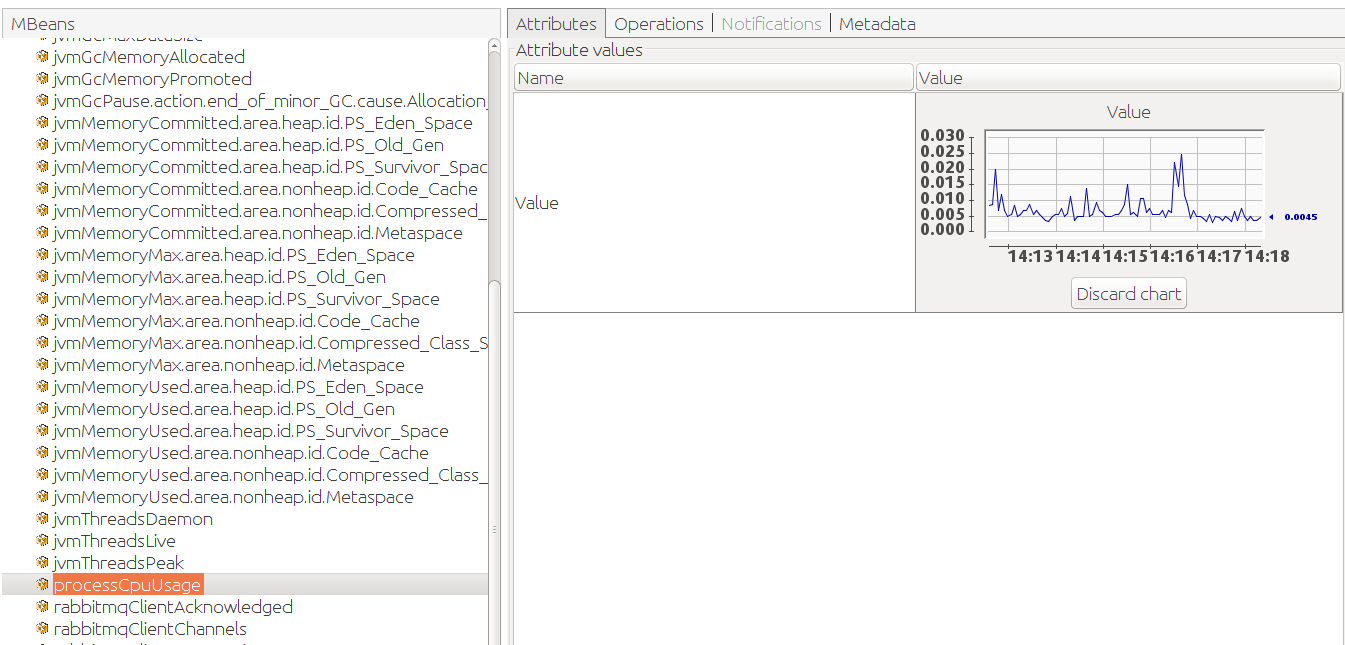 MBeans
jvmGcMaxDataSize
jvmGcMemoryAllocated
jvmGcMemoryPromoted
jvmGcPause.action.end_of_minor_GC.cause.Allocation_
jvmMemoryCommitted.area.heap.id.PS_Eden_Space
jvmMemoryCommitted.area.heap.id.PS_Old_Gen
jvmMemoryCommitted.area.heap.id.PS_Survivor_Spac
jvmMemoryCommitted.area.nonheap.id.Code_Cache
jvmMemoryCommitted.area.nonheap.id.Compressed_
jvmMemoryCommitted.area.nonheap.id.Metaspace
jvmMemoryMax.area.heap.id.PS_Eden_Space
jvmMemoryMax.area.heap.id.PS_Old_Gen
jvmMemoryMax.area.heap.id.PS_Survivor_Space
jvmMemoryMax.area.nonheap.id.Code_Cache
jvmMemoryMax.area.nonheap.id.Compressed_Class_S
jvmMemoryMax.area.nonheap.id.Metaspace
jvmMemoryUsed.area.heap.id.PS_Eden_Space
jvmMemoryUsed.area.heap.id.PS_Old_Gen
jvmMemoryUsed.area.heap.id.PS_Survivor_Space
jvmMemoryUsed.area.nonheap.id.Code_Cache
jvmMemoryUsed.area.nonheap.id.Compressed_Class_
jvmMemoryUsed.area.nonheap.id.Metaspace
jvmThreadsDaemon
jvmThreadsLive
jvmThreadsPeak
processCpuUsage
rabbitmqClientAcknowledged
rabbitmqClientChannels
Attributes Operations Notifications Metadata
Attribute values
Name Value
Value
Value
0.030
0.025
0.020
0.015
0.010
0.005
0.000
0.0045
14:13 14:14 14:15 14:16 14:17 14:18
Discard chart